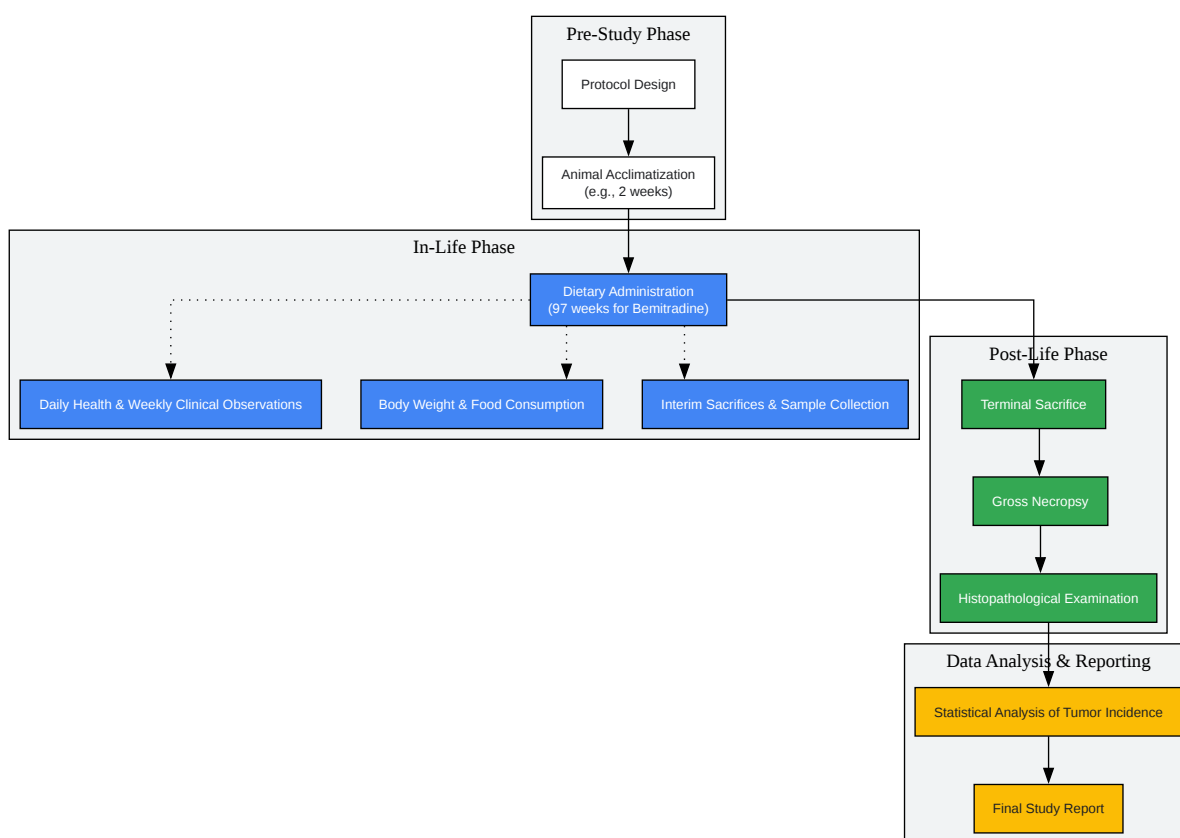 Pre-Study Phase
Protocol Design
Animal Acclimatization
(e.g., 2 weeks)
In-Life Phase
Dietary Administration
(97 weeks for Bemitradine)
Daily Health & Weekly Clinical Observations
Body Weight & Food Consumption
Interim Sacrifices & Sample Collection
Post-Life Phase
Terminal Sacrifice
Gross Necropsy
Histopathological Examination
Data Analysis & Reporting
Statistical Analysis of Tumor Incidence
Final Study Report